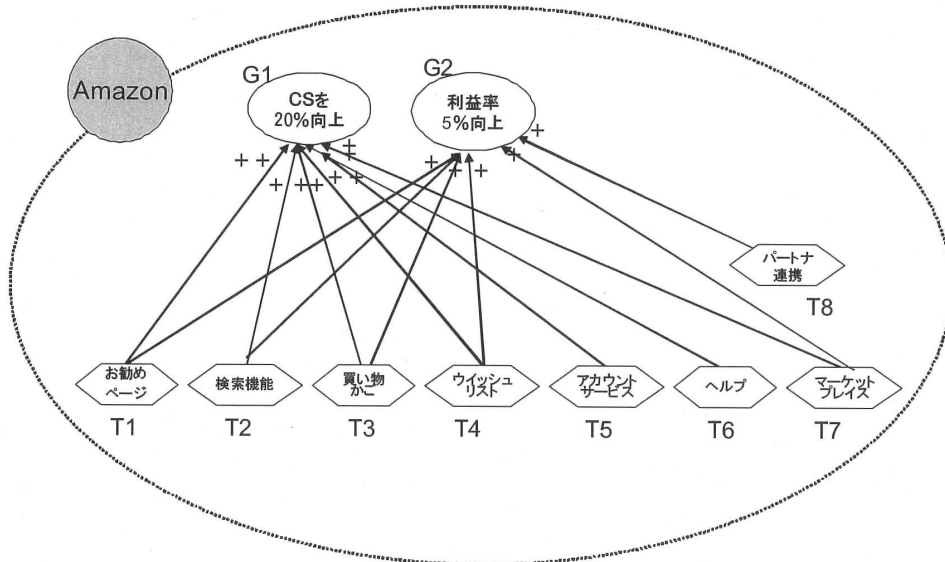 Amazon
G1
G2
CSを
20%向上
利益率
5%向上
+ + + + + + + + + + + + +
パートナ
連携
T8
お勧め
ページ
検索機能
買い物
かご
ウイッシュ
リスト
アカウント
サービス
ヘルプ
マーケット
プレイス
T1
T2
T3
T4
T5
T6
T7